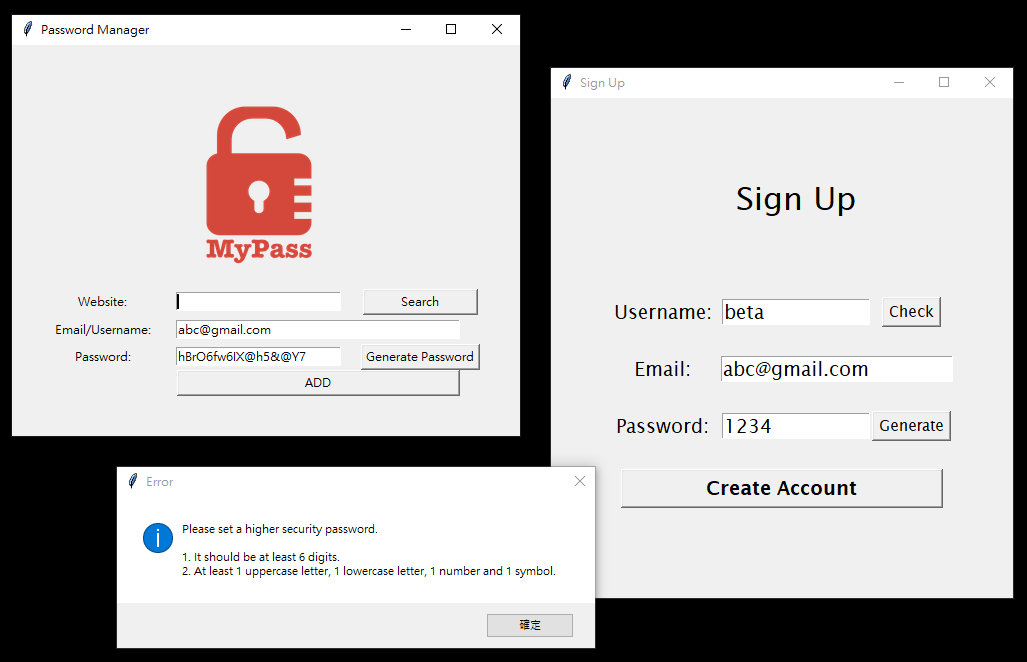 Password Manager
MyPass
Website:
Search
Email/Username:
abc@gmail.com
Password:
hBrO6fw6IX@h5&@Y7
Generate Password
ADD
Sign Up
Sign Up
Username:
beta
Check
Email:
abc@gmail.com
Password:
1234
Generate
Create Account
Error
Please set a higher security password.
1. It should be at least 6 digits.
2. At least 1 uppercase letter, 1 lowercase letter, 1 number and 1 symbol.
確定